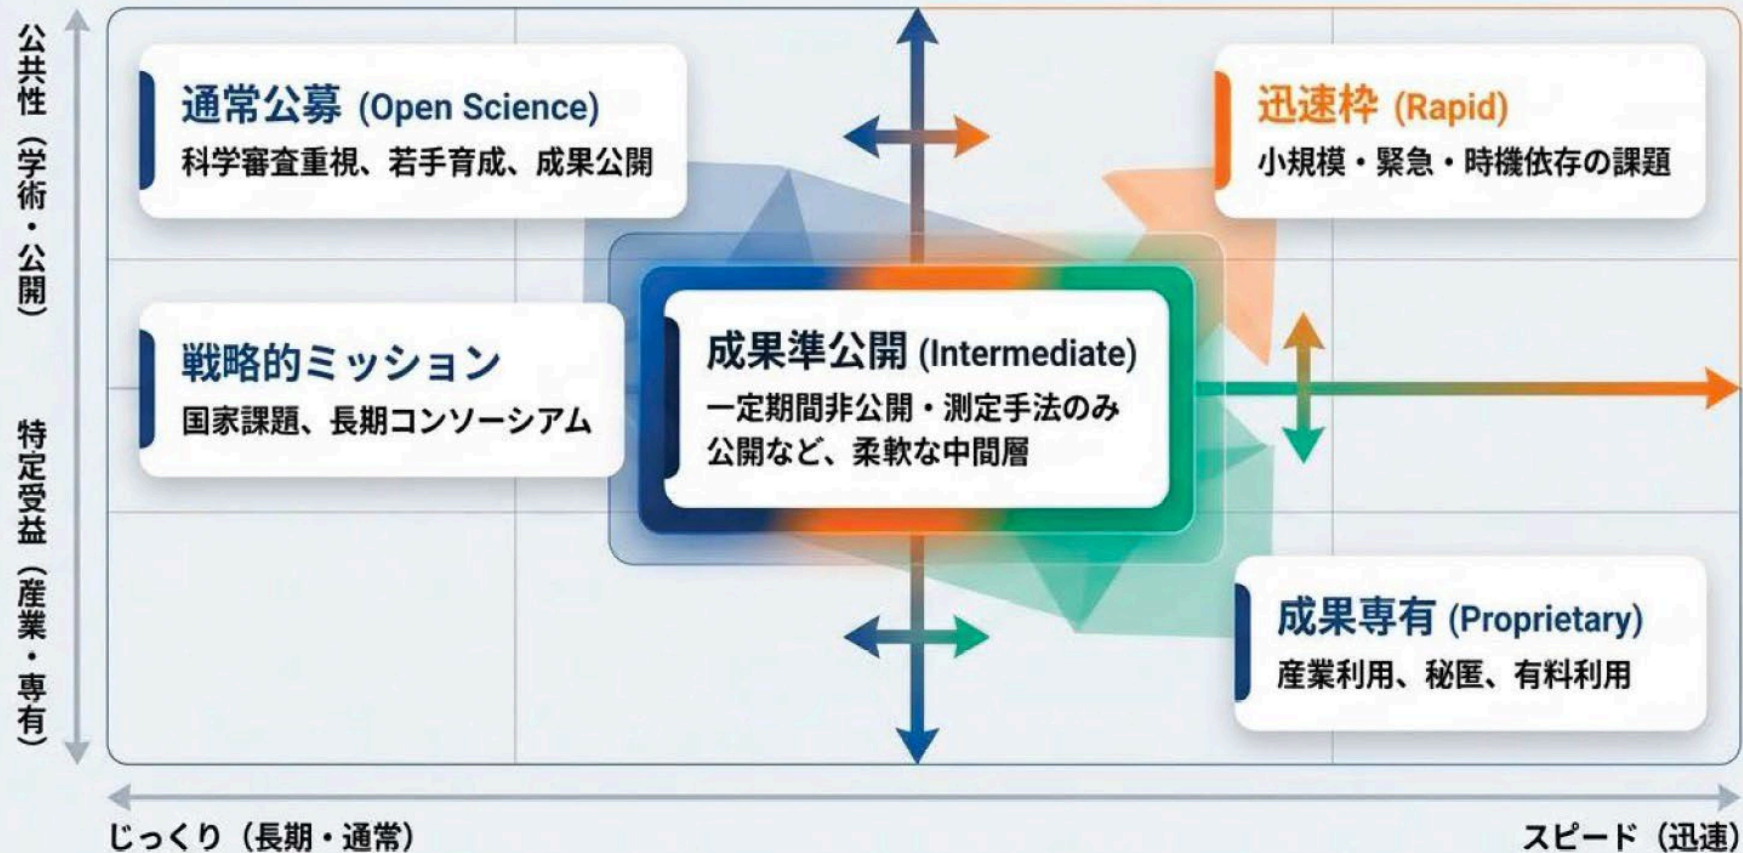 公共性（学術・公開）
特定受益（産業・専有）
通常公募 (Open Science)
科学審査重視、若手育成、成果公開
迅速枠 (Rapid)
小規模・緊急・時機依存の課題
戦略的ミッション
国家課題、長期コンソーシアム
成果準公開 (Intermediate)
一定期間非公開・測定手法のみ
公開など、柔軟な中間層
成果専有 (Proprietary)
産業利用、秘匿、有料利用
じっくり（長期・通常）
スピード（迅速）